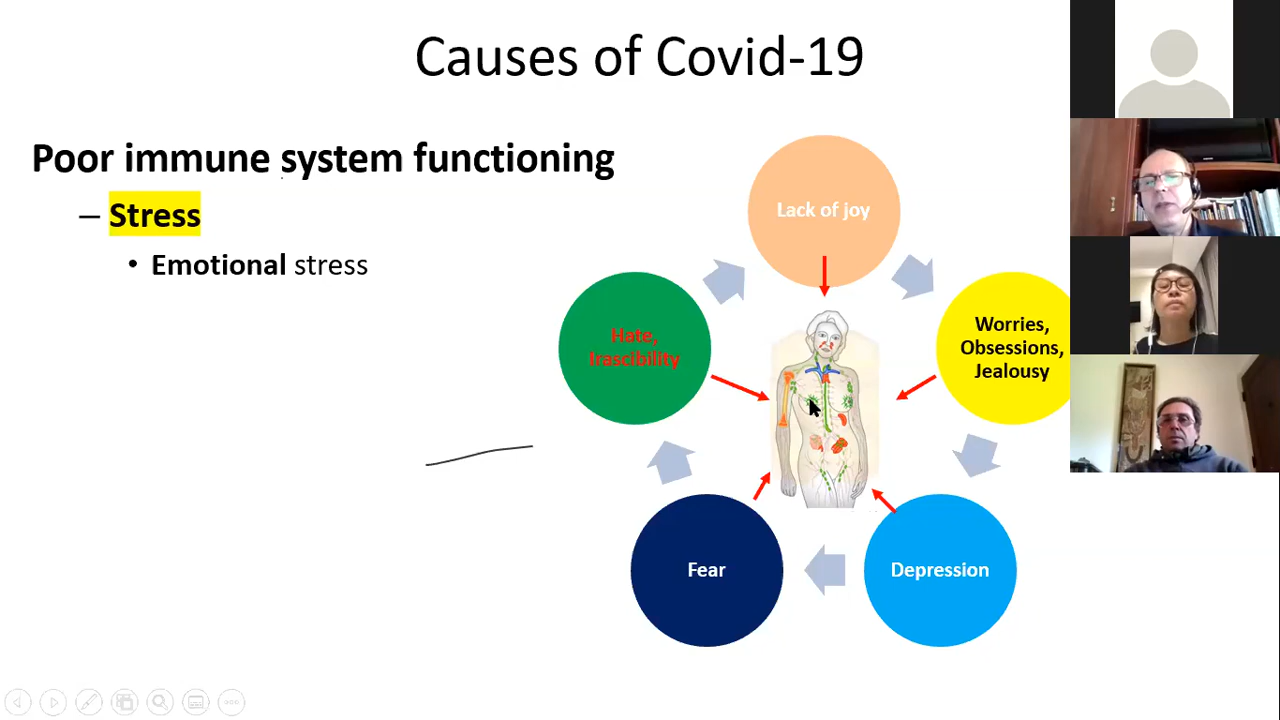 Causes of Covid-19
Poor immune system functioning
– Stress
• Emotional stress
Lack of joy
Hate,
Irascibility
Worries,
Obsessions,
Jealousy
Fear
Depression